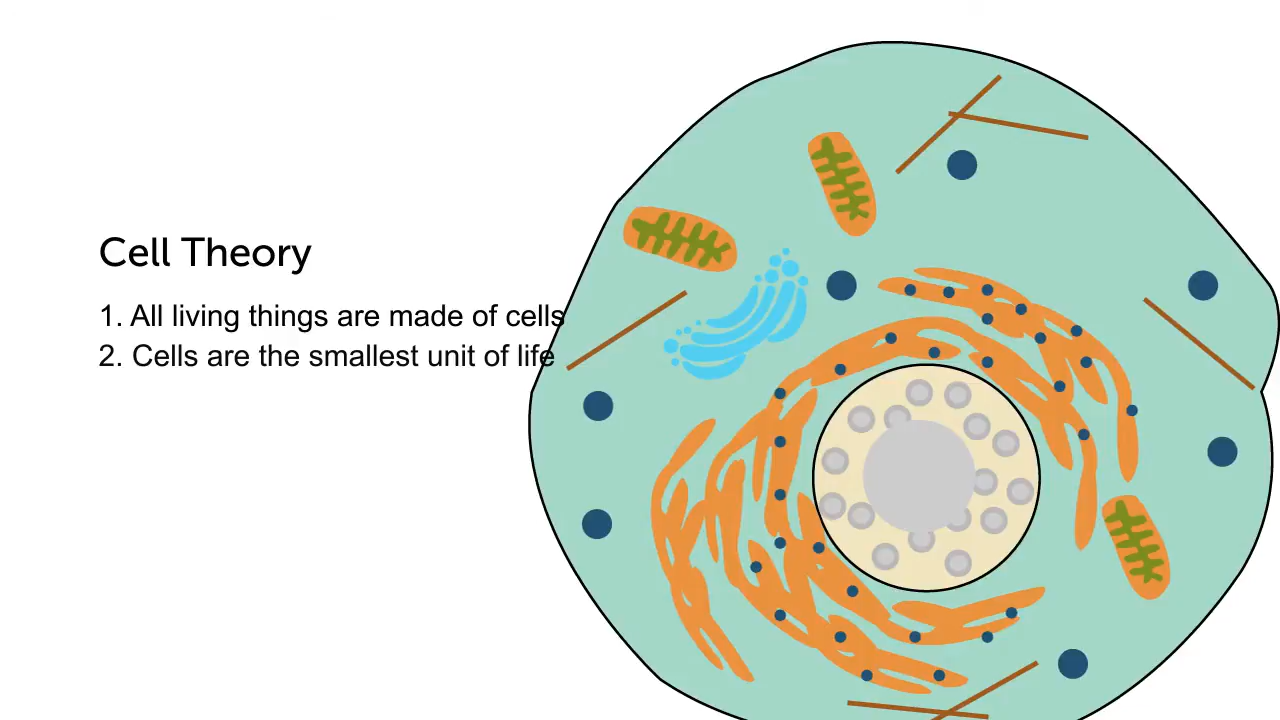 Cell Theory
1. All living things are made of cells
2. Cells are the smallest unit of life